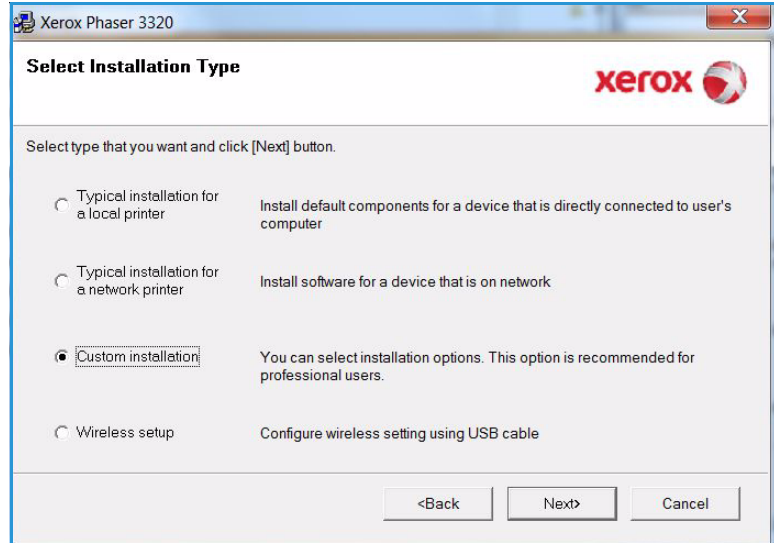 Xerox Phaser 3320
X
Select Installation Type
xerox
Select type that you want and click [Next] button.
Typical installation for
a local printer
Install default components for a device that is directly connected to user's
computer
Typical installation for
a network printer
Install software for a device that is on network
Custom installation
You can select installation options. This option is recommended for
professional users.
Wireless setup
Configure wireless setting using USB cable
<Back
Next>
Cancel